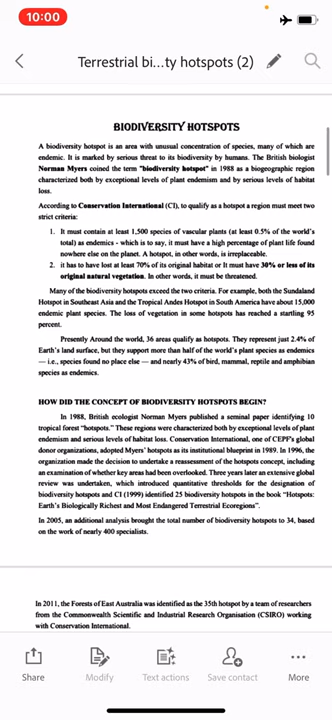 10:00
Terrestrial bi...ty hotspots (2)
BIODIVERSITY HOTSPOTS
A biodiversity hotspot is an area with unusual concentration of species, many of which are
endemic. It is marked by serious threat to its biodiversity by humans. The British biologist
Norman Myers coined the term "biodiversity hotspot" in 1988 as a biogeographic region
characterized both by exceptional levels of plant endemism and by serious levels of habitat
loss.
According to Conservation International (CI), to qualify as a hotspot a region must meet two
strict criteria:
1. It must contain at least 1,500 species of vascular plants (at least 0.5% of the world's
total) as endemics - which is to say, it must have a high percentage of plant life found
nowhere else on the planet. A hotspot, in other words, is irreplaceable.
2. it has to have lost at least 70% of its original habitat or It must have 30% or less of its
original natural vegetation. In other words, it must be threatened.
Many of the biodiversity hotspots exceed the two criteria. For example, both the Sundaland
Hotspot in Southeast Asia and the Tropical Andes Hotspot in South America have about 15,000
endemic plant species. The loss of vegetation in some hotspots has reached a startling 95
percent.
Presently Around the world, 36 areas qualify as hotspots. They represent just 2.4% of
Earth's land surface, but they support more than half of the world's plant species as endemics
— i.e., species found no place else — and nearly 43% of bird, mammal, reptile and amphibian
species as endemics.
HOW DID THE CONCEPT OF BIODIVERSITY HOTSPOTS BEGIN?
In 1988, British ecologist Norman Myers published a seminal paper identifying 10
tropical forest "hotspots." These regions were characterized both by exceptional levels of plant
endemism and serious levels of habitat loss. Conservation International, one of CEPF's global
donor organizations, adopted Myers' hotspots as its institutional blueprint in 1989. In 1996, the
organization made the decision to undertake a reassessment of the hotspots concept, including
an examination of whether key areas had been overlooked. Three years later an extensive global
review was undertaken, which introduced quantitative thresholds for the designation of
biodiversity hotspots and CI (1999) identified 25 biodiversity hotspots in the book "Hotspots:
Earth's Biologically Richest and Most Endangered Terrestrial Ecoregions".
In 2005, an additional analysis brought the total number of biodiversity hotspots to 34, based
on the work of nearly 400 specialists.
In 2011, the Forests of East Australia was identified as the 35th hotspot by a team of researchers
from the Commonwealth Scientific and Industrial Research Organisation (CSIRO) working
with Conservation International.
Share Modify Text actions Save contact More